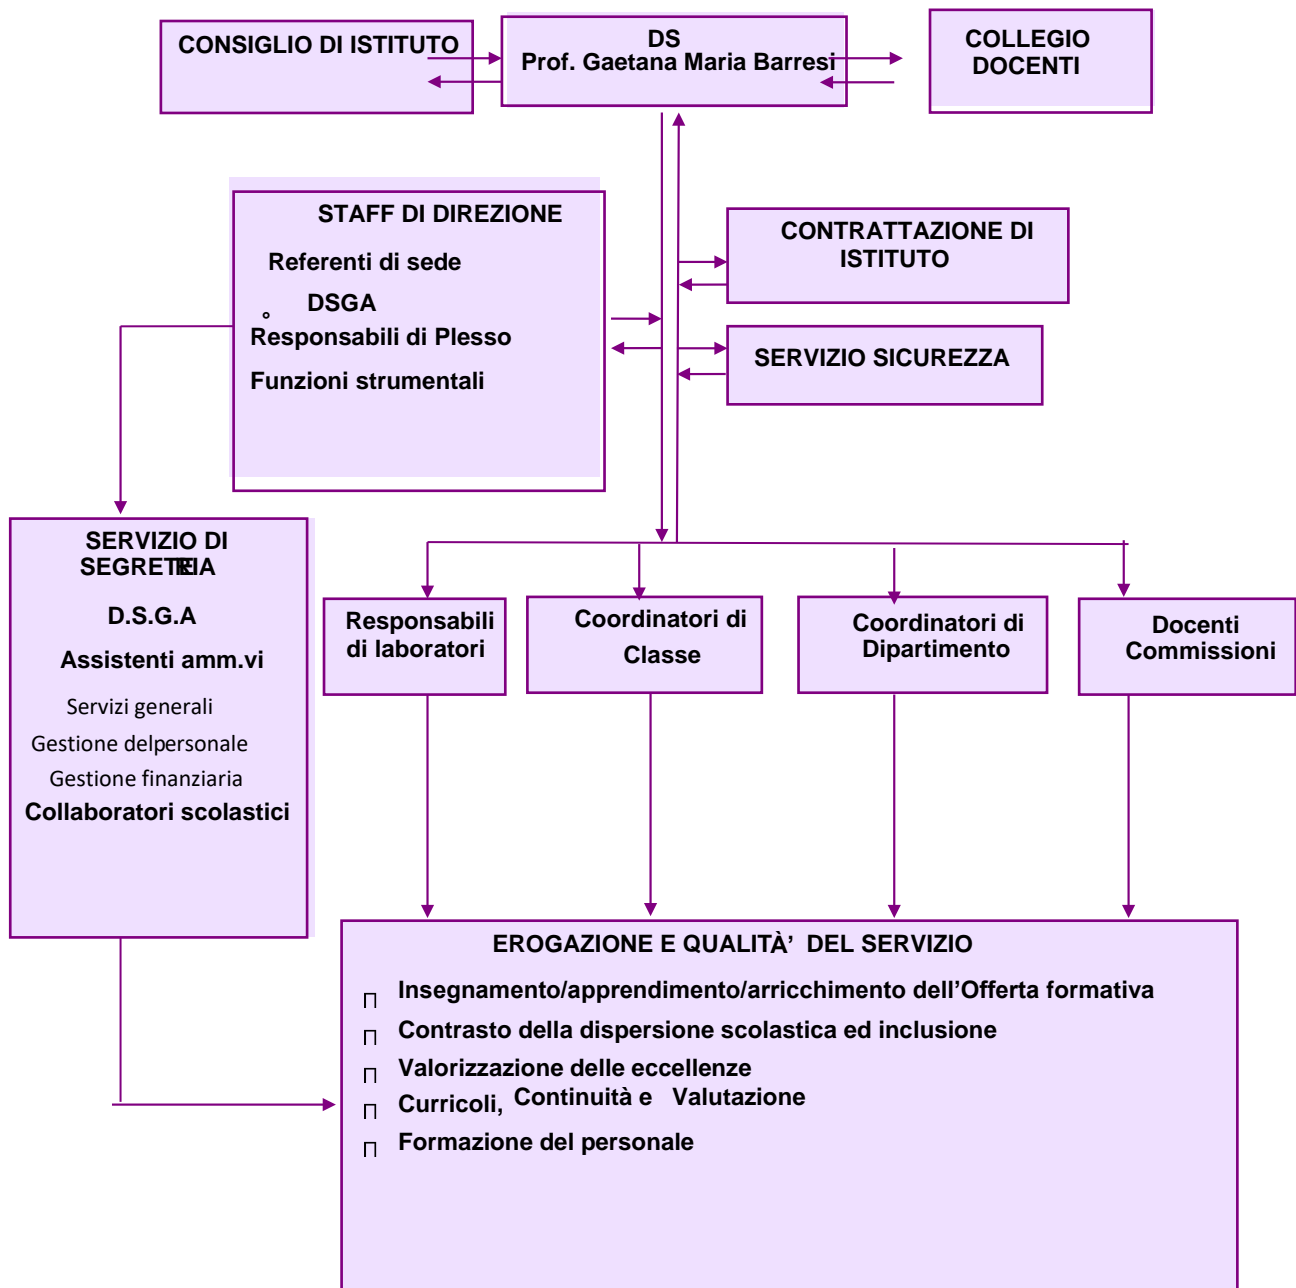 CONSIGLIO DI ISTITUTO
DS
Prof. Gaetana Maria Barresi
COLLEGIO
DOCENTI
STAFF DI DIREZIONE
Referenti di sede
DSGA
Responsabili di Plesso
Funzioni strumentali
CONTRATTAZIONE DI
ISTITUTO
SERVIZIO SICUREZZA
SERVIZIO DI
SEGRETERIA
D.S.G.A
Assistenti amm.vi
Servizi generali
Gestione delpersonale
Gestione finanziaria
Collaboratori scolastici
Responsabili
di laboratori
Coordinatori di
Classe
Coordinatori di
Dipartimento
Docenti
Commissioni
EROGAZIONE E QUALITÀ’ DEL SERVIZIO
Insegnamento/apprendimento/arricchimento dell’Offerta formativa
Contrasto della dispersione scolastica ed inclusione
Valorizzazione delle eccellenze
Curricoli, Continuità e Valutazione
Formazione del personale